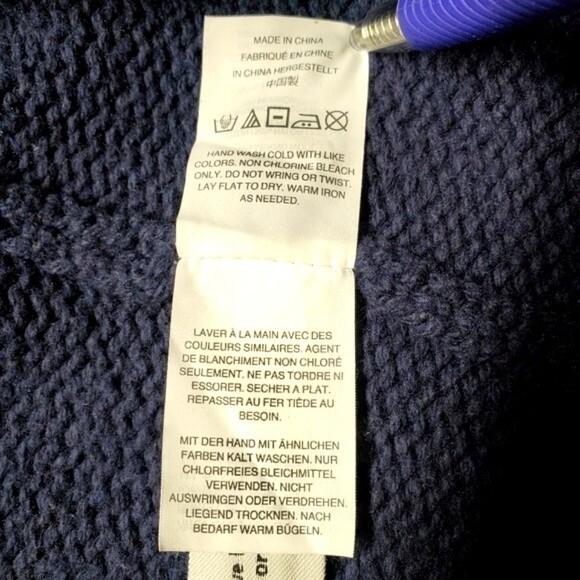 MADE IN CHINA
FABRIQUÉ EN CHINE
IN CHINA HERGESTELLT
中国製
HAND WASH COLD WITH LIKE
COLORS. NON CHLORINE BLEACH
ONLY. DO NOT WRING OR TWIST.
LAY FLAT TO DRY. WARM IRON
AS NEEDED.
LAVER À LA MAIN AVEC DES
COULEURS SIMILAIRES. AGENT
DE BLANCHIMENT NON CHLORÉ
SEULEMENT. NE PAS TORDRE NI
ESSORER. SECHER A PLAT.
REPASSER AU FER TIÉDE AU
BESOIN.
MIT DER HAND MIT ÄHNLICHEN
FARBEN KALT WASCHEN. NUR
CHLORFREIES BLEICHMITTEL
VERWENDEN. NICHT
AUSWRINGEN ODER VERDREHEN.
LIEGEND TROCKNEN. NACH
BEDARF WARM BÜGELN.